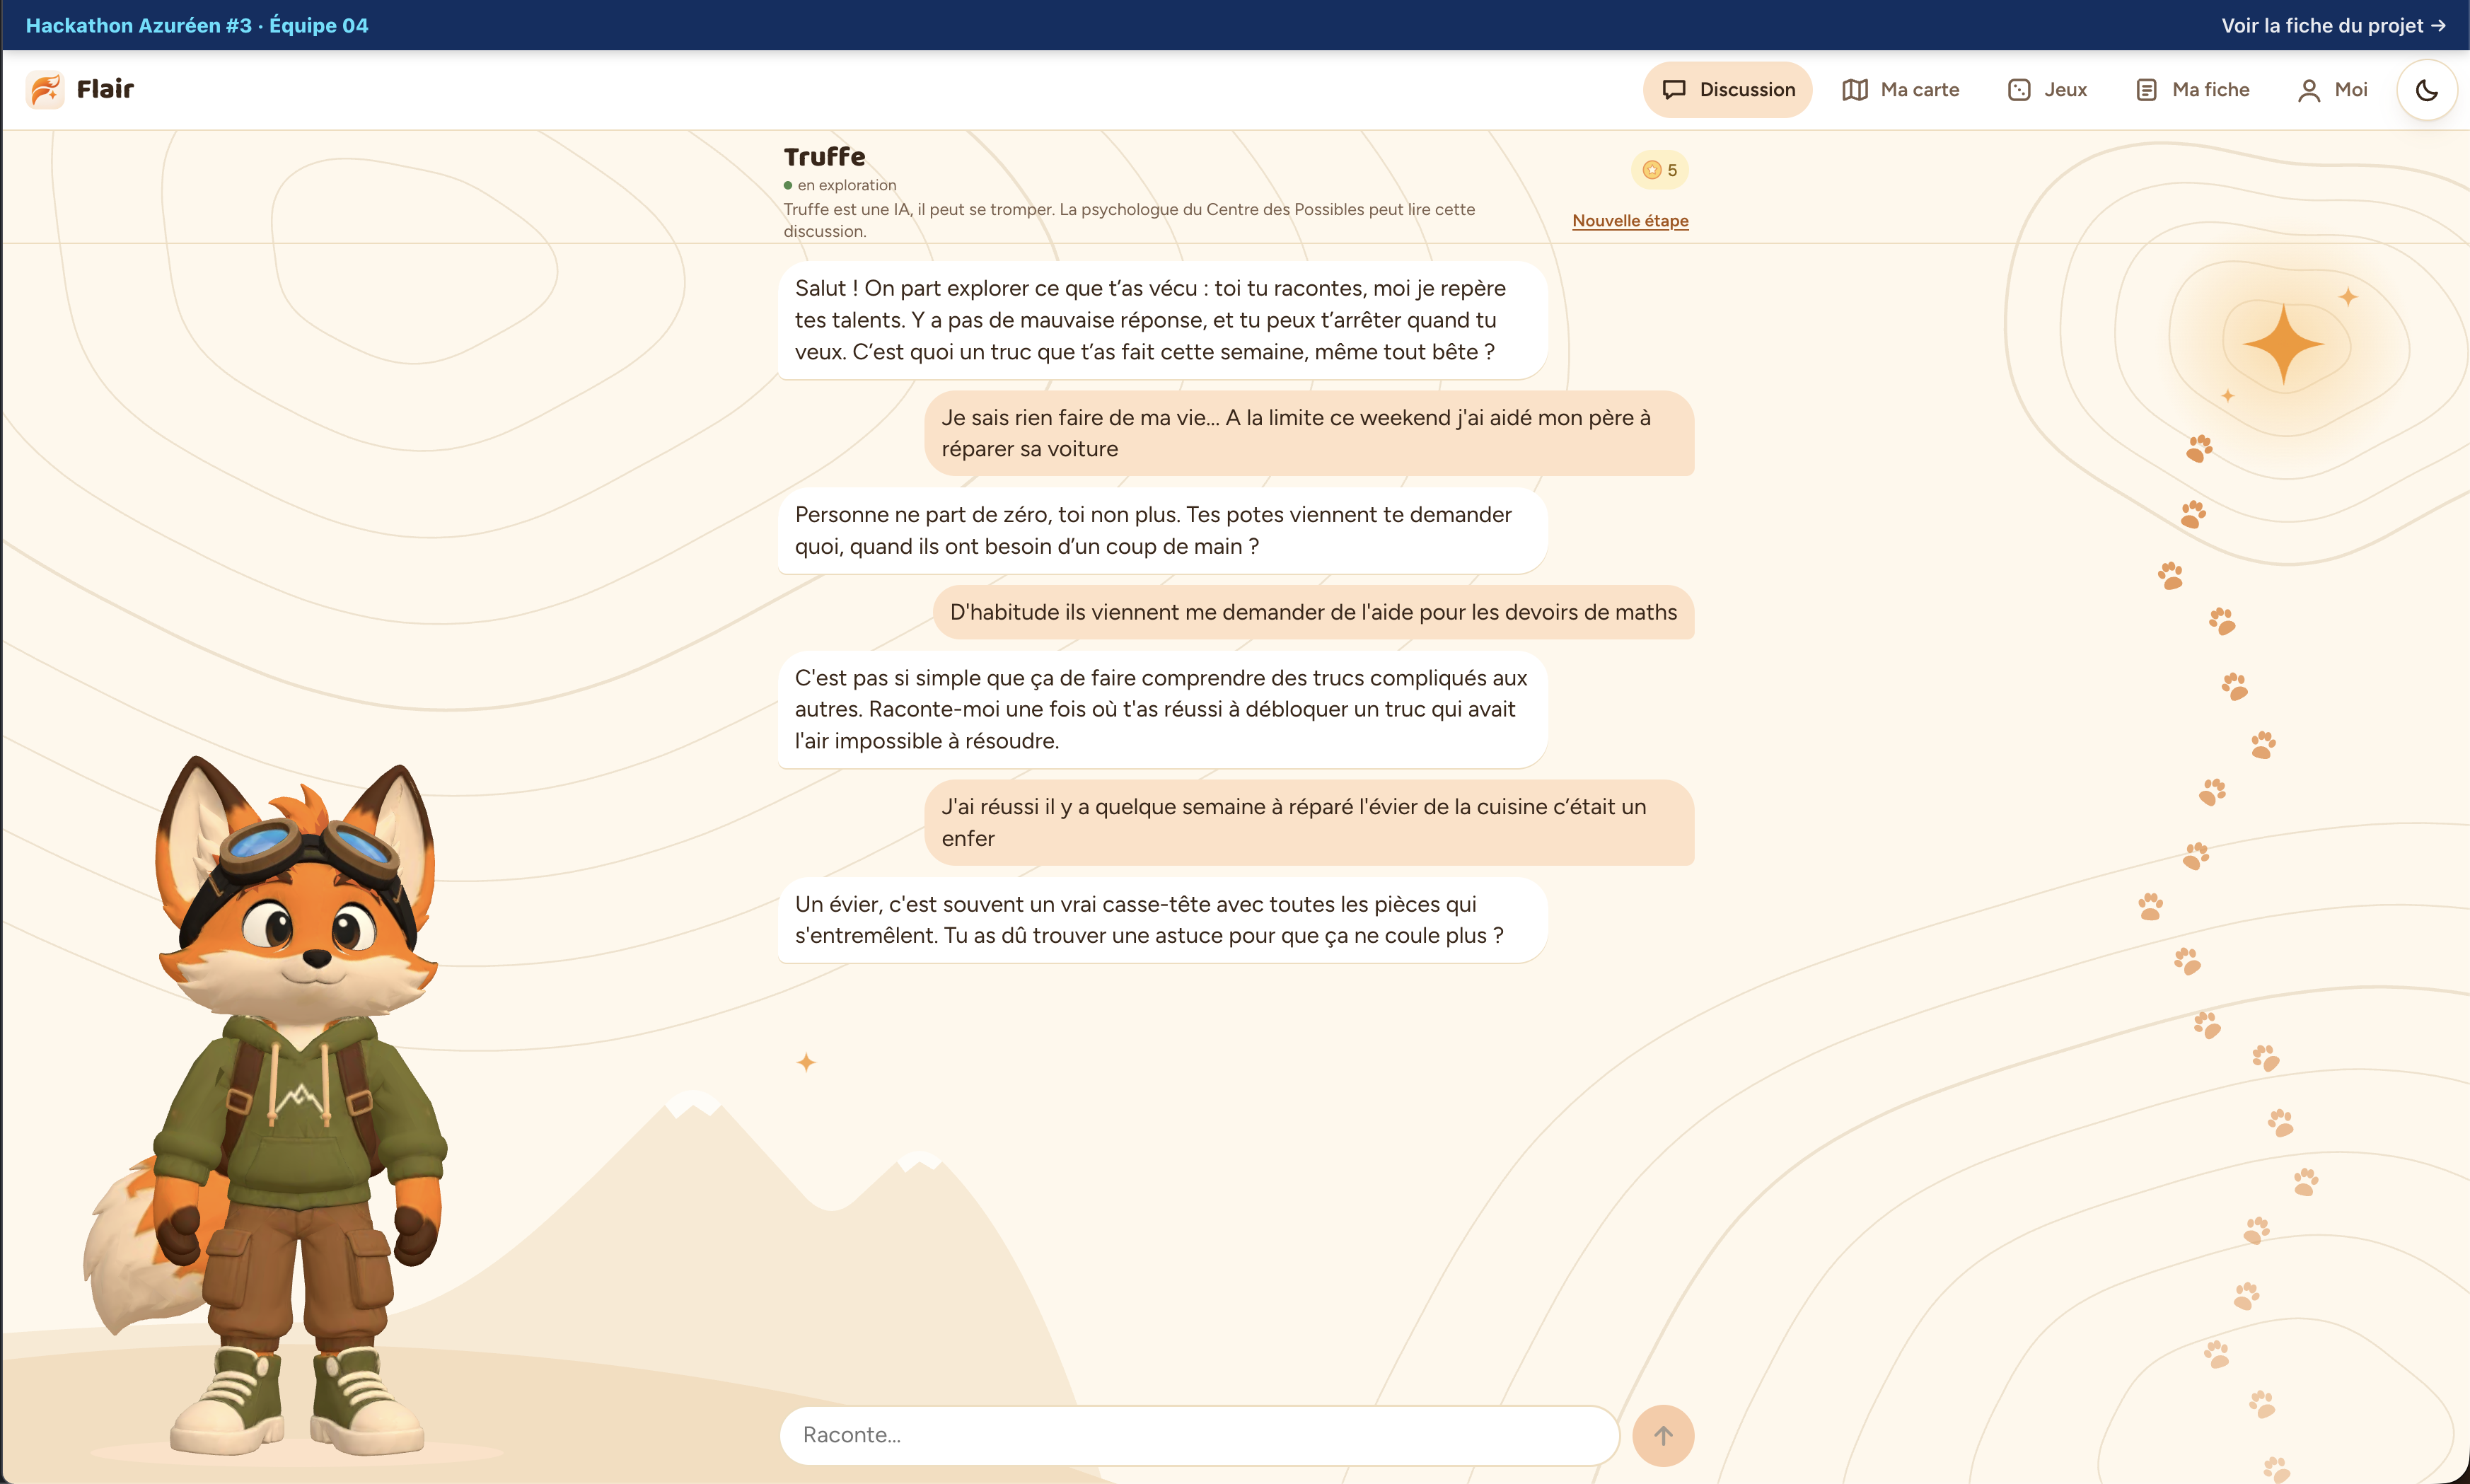 Hackathon Azuréen #3 · Équipe 04
Voir la fiche du projet →
Flair
Discussion
Ma carte
Jeux
Ma fiche
Moi
Truffe
en exploration
5
Truffe est une IA, il peut se tromper. La psychologue du Centre des Possibles peut lire cette
discussion.
Nouvelle étape
Salut ! On part explorer ce que t’as vécu : toi tu racontes, moi je repère
tes talents. Y a pas de mauvaise réponse, et tu peux t’arrêter quand tu
veux. C’est quoi un truc que t’as fait cette semaine, même tout bête ?
Je sais rien faire de ma vie... A la limite ce weekend j'ai aidé mon père à
réparer sa voiture
Personne ne part de zéro, toi non plus. Tes potes viennent te demander
quoi, quand ils ont besoin d’un coup de main ?
D'habitude ils viennent me demander de l'aide pour les devoirs de maths
C'est pas si simple que ça de faire comprendre des trucs compliqués aux
autres. Raconte-moi une fois où t'as réussi à débloquer un truc qui avait
l'air impossible à résoudre.
J'ai réussi il y a quelque semaine à réparé l'évier de la cuisine c’était un
enfer
Un évier, c'est souvent un vrai casse-tête avec toutes les pièces qui
s'entremêlent. Tu as dû trouver une astuce pour que ça ne coule plus ?
Raconte...